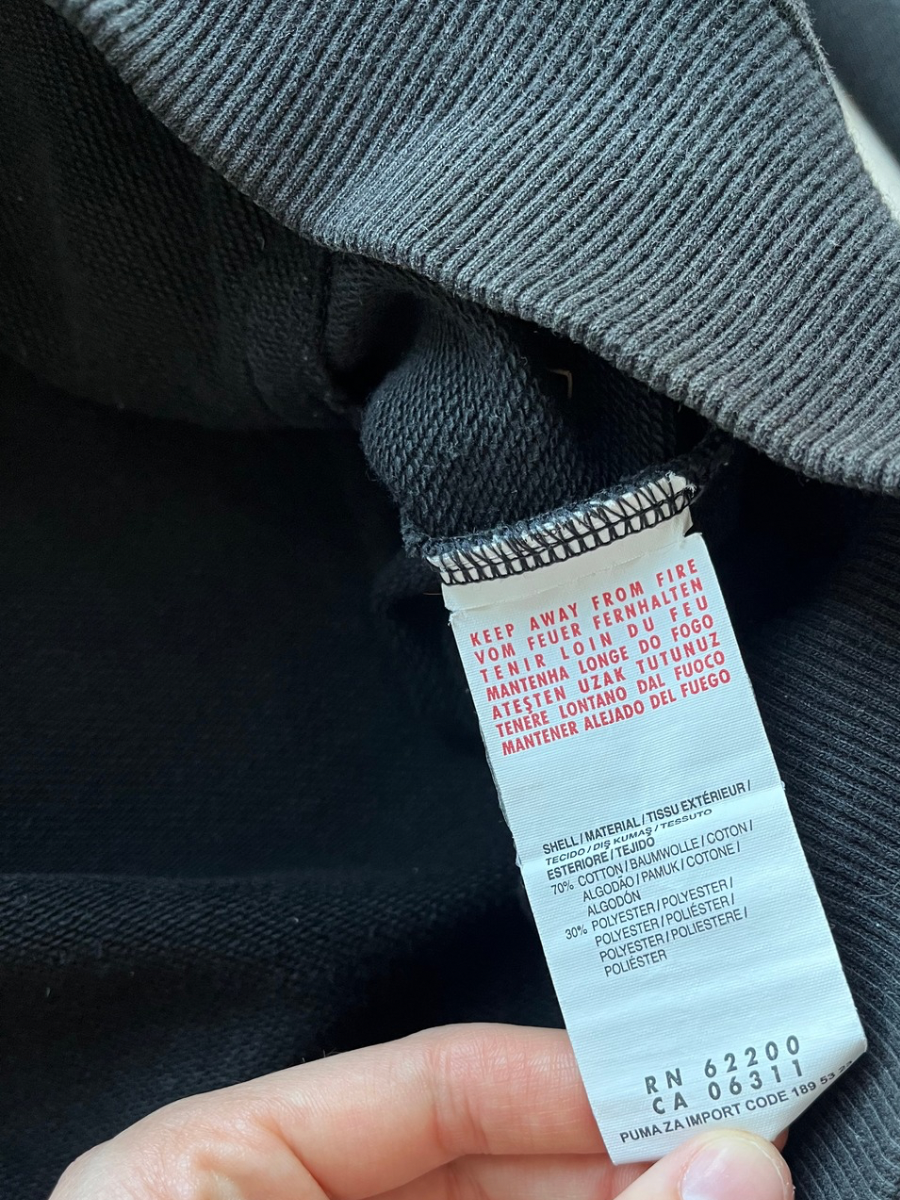 KEEP AWAY FROM FIRE
VOM FEUER FERNHALTEN
TENIR LOIN DU FEU
MANTENHA LONGE DO FOGO
ATEŞTEN UZAK TUTUNUZ
TENERE LONTANO DAL FUOCO
MANTENER ALEJADO DEL FUEGO
SHELL / MATERIAL / TISSU EXTÉRIEUR /
TECIDO / DIŞ KUMAŞ / TESSUTO
ESTERIORE / TEJIDO
70% COTTON / BAUMWOLLE / COTON /
ALGODÃO / PAMUK / COTONE /
ALGODÓN
30% POLYESTER / POLYESTER /
POLYESTER / POLIÉSTER /
POLYESTER / POLIESTERE /
POLIÉSTER
RN 62200
CA 06311
PUMA ZA IMPORT CODE 189 53